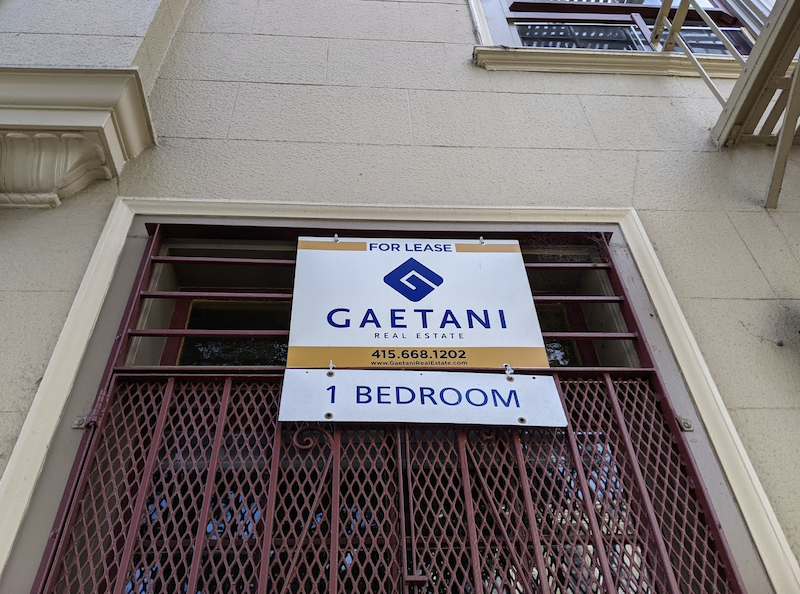 FOR LEASE
G
GAETANI
REAL ESTATE
415.668.1202
www.GaetaniRealEstate.com
1 BEDROOM